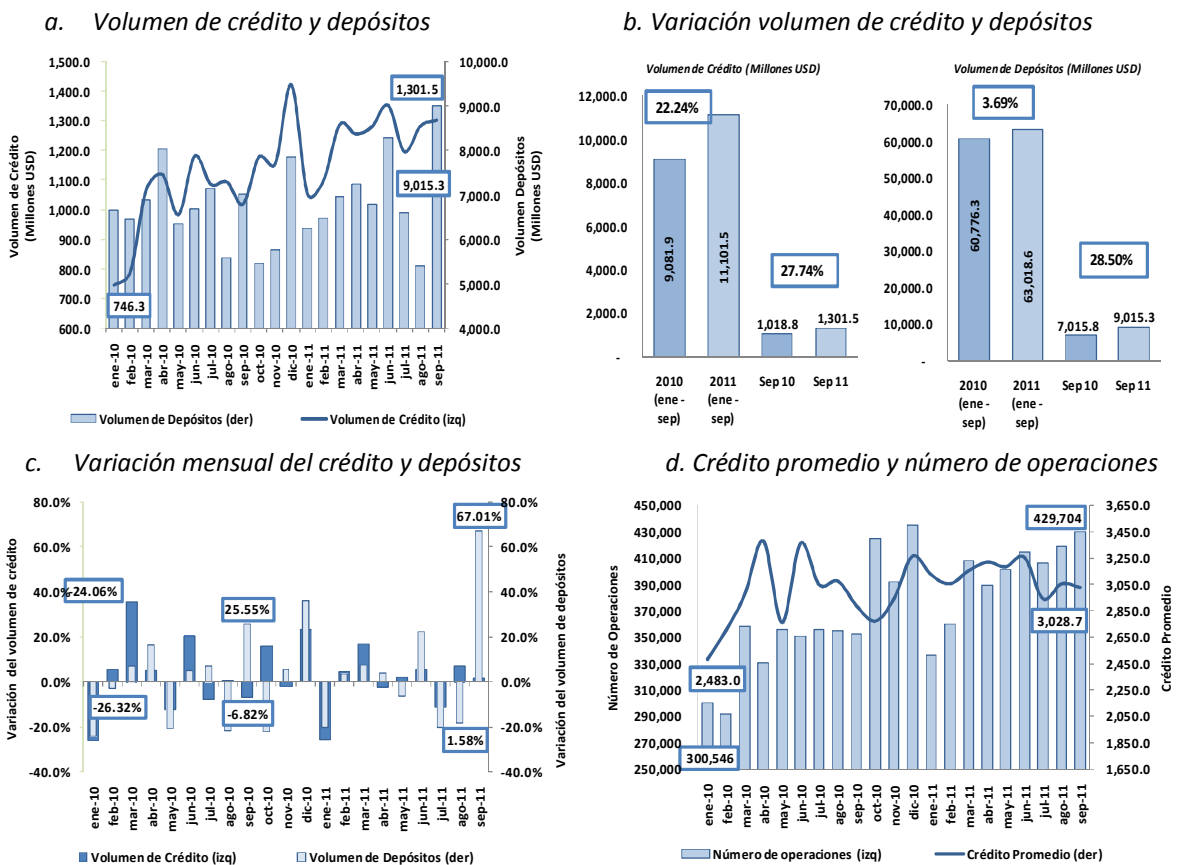 a. Volumen de crédito y depósitos
1,500.0
1,400.0
1,300.0
1,200.0
1,100.0
1,000.0
900.0
800.0
700.0
600.0
Volumen de Crédito
(Millones USD)
10,000.0
9,000.0
8,000.0
7,000.0
6,000.0
5,000.0
4,000.0
Volumen Depósitos
(Millones USD)
1,301.5
9,015.3
746.3
ene-10
feb-10
mar-10
abr-10
may-10
jun-10
jul-10
ago-10
sep-10
oct-10
nov-10
dic-10
ene-11
feb-11
mar-11
abr-11
may-11
jun-11
jul-11
ago-11
sep-11
Volumen de Depósitos (der)
Volumen de Crédito (izq)
b. Variación volumen de crédito y depósitos
Volumen de Crédito (Millones USD)
12,000.0
10,000.0
8,000.0
6,000.0
4,000.0
2,000.0
-
22.24%
27.74%
9,081.9
11,101.5
1,018.8
1,301.5
2010
(ene -
sep)
2011
(ene -
sep)
Sep 10
Sep 11
Volumen de Depósitos (Millones USD)
70,000.0
60,000.0
50,000.0
40,000.0
30,000.0
20,000.0
10,000.0
-
3.69%
28.50%
60,776.3
63,018.6
7,015.8
9,015.3
2010
(ene -
sep)
2011
(ene -
sep)
Sep 10
Sep 11
c. Variación mensual del crédito y depósitos
80.0%
60.0%
40.0%
20.0%
0.0%
-20.0%
-40.0%
Variación del volumen de crédito
80.0%
60.0%
40.0%
20.0%
0.0%
-20.0%
-40.0%
Variación del volumen de depósitos
67.01%
-24.06%
25.55%
-26.32%
-6.82%
1.58%
ene-10
feb-10
mar-10
abr-10
may-10
jun-10
jul-10
ago-10
sep-10
oct-10
nov-10
dic-10
ene-11
feb-11
mar-11
abr-11
may-11
jun-11
jul-11
ago-11
sep-11
Volumen de Crédito (izq)
Volumen de Depósitos (der)
d. Crédito promedio y número de operaciones
450,000
430,000
410,000
390,000
370,000
350,000
330,000
310,000
290,000
270,000
250,000
Número de Operaciones
3,650.0
3,450.0
3,250.0
3,050.0
2,850.0
2,650.0
2,450.0
2,250.0
2,050.0
1,850.0
1,650.0
Crédito Promedio
429,704
3,028.7
2,483.0
300,546
ene-10
feb-10
mar-10
abr-10
may-10
jun-10
jul-10
ago-10
sep-10
oct-10
nov-10
dic-10
ene-11
feb-11
mar-11
abr-11
may-11
jun-11
jul-11
ago-11
sep-11
Número de operaciones (izq)
Crédito Promedio (der)